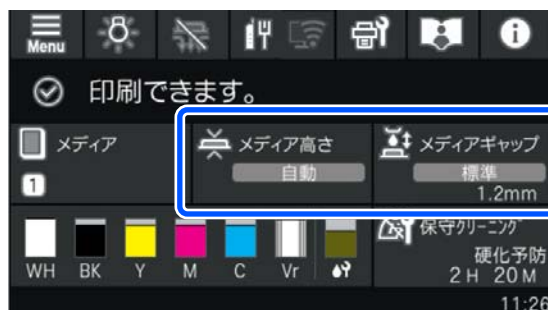 Menu
印刷できます。
メディア
1
メディア高さ
自動
メディアギャップ
標準
1.2mm
WH BK Y M C Vr
保守クリーニング
硬化予防
2H 20M
11:26